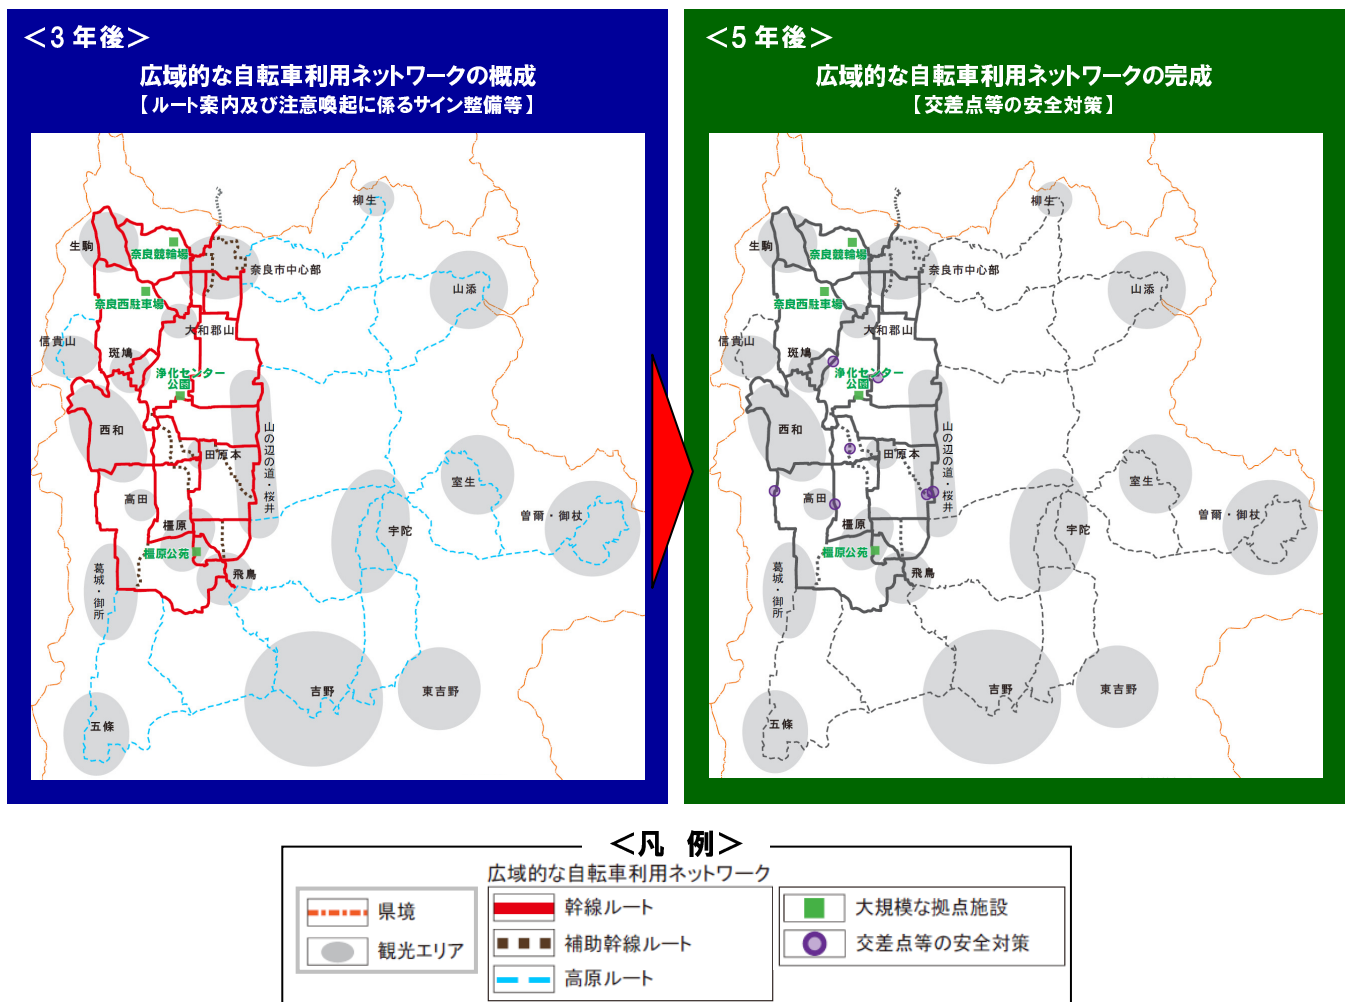 ＜３年後＞
広域的な自転車利用ネットワークの概成
【ルート案内及び注意喚起に係るサイン整備等】
柳生
生駒
奈良競輪場
奈良市中心部
奈良西駐車場
山添
大和郡山
信貴山
斑鳩
浄化センター
公園
西和
山の辺の道・桜井
田原本
高田
室生
橿原
宇陀
曽爾・御杖
橿原公苑
飛鳥
葛城・御所
吉野
東吉野
五條
＜５年後＞
広域的な自転車利用ネットワークの完成
【交差点等の安全対策】
柳生
生駒
奈良競輪場
奈良市中心部
奈良西駐車場
山添
大和郡山
信貴山
斑鳩
浄化センター
公園
西和
山の辺の道・桜井
田原本
高田
室生
橿原
宇陀
曽爾・御杖
橿原公苑
飛鳥
葛城・御所
吉野
東吉野
五條
＜凡　例＞
広域的な自転車利用ネットワーク
県境
観光エリア
幹線ルート
補助幹線ルート
高原ルート
大規模な拠点施設
交差点等の安全対策